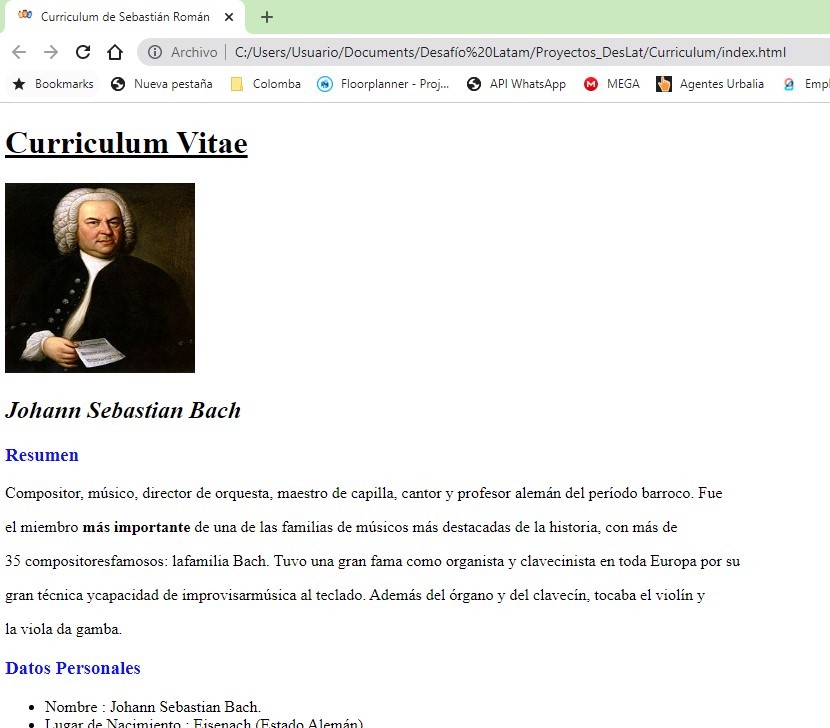 Curriculum de Sebastián Román
Archivo | C:/Users/Usuario/Documents/Desafío%20Latam/Proyectos_DesLat/Curriculum/index.html
Bookmarks Nueva pestaña Colomba Floorplanner - Proj... API WhatsApp MEGA Agentes Urbalia Empl
Curriculum Vitae
Johann Sebastian Bach
Resumen
Compositor, músico, director de orquesta, maestro de capilla, cantor y profesor alemán del período barroco. Fue
el miembro más importante de una de las familias de músicos más destacadas de la historia, con más de
35 compositoresfamosos: lafamilia Bach. Tuvo una gran fama como organista y clavecinista en toda Europa por su
gran técnica ycapacidad de improvisarmúsica al teclado. Además del órgano y del clavecín, tocaba el violín y
la viola da gamba.
Datos Personales
• Nombre : Johann Sebastian Bach.
• Lugar de Nacimiento : Eisenach (Estado Alemán)